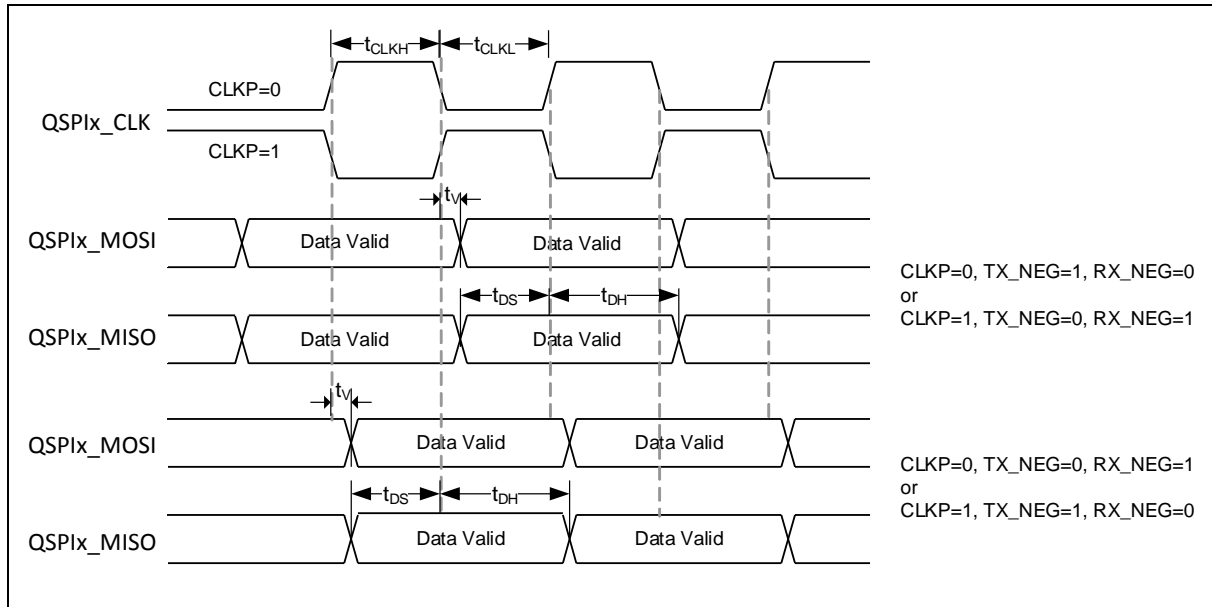 tCLKH tCLKL
CLKP=0
QSPIx_CLK
CLKP=1
tV
QSPIx_MOSI Data Valid Data Valid
CLKP=0, TX_NEG=1, RX_NEG=0
or
CLKP=1, TX_NEG=0, RX_NEG=1
tDS tDH
QSPIx_MISO Data Valid Data Valid
tV
QSPIx_MOSI Data Valid Data Valid
CLKP=0, TX_NEG=0, RX_NEG=1
or
CLKP=1, TX_NEG=1, RX_NEG=0
tDS tDH
QSPIx_MISO Data Valid Data Valid